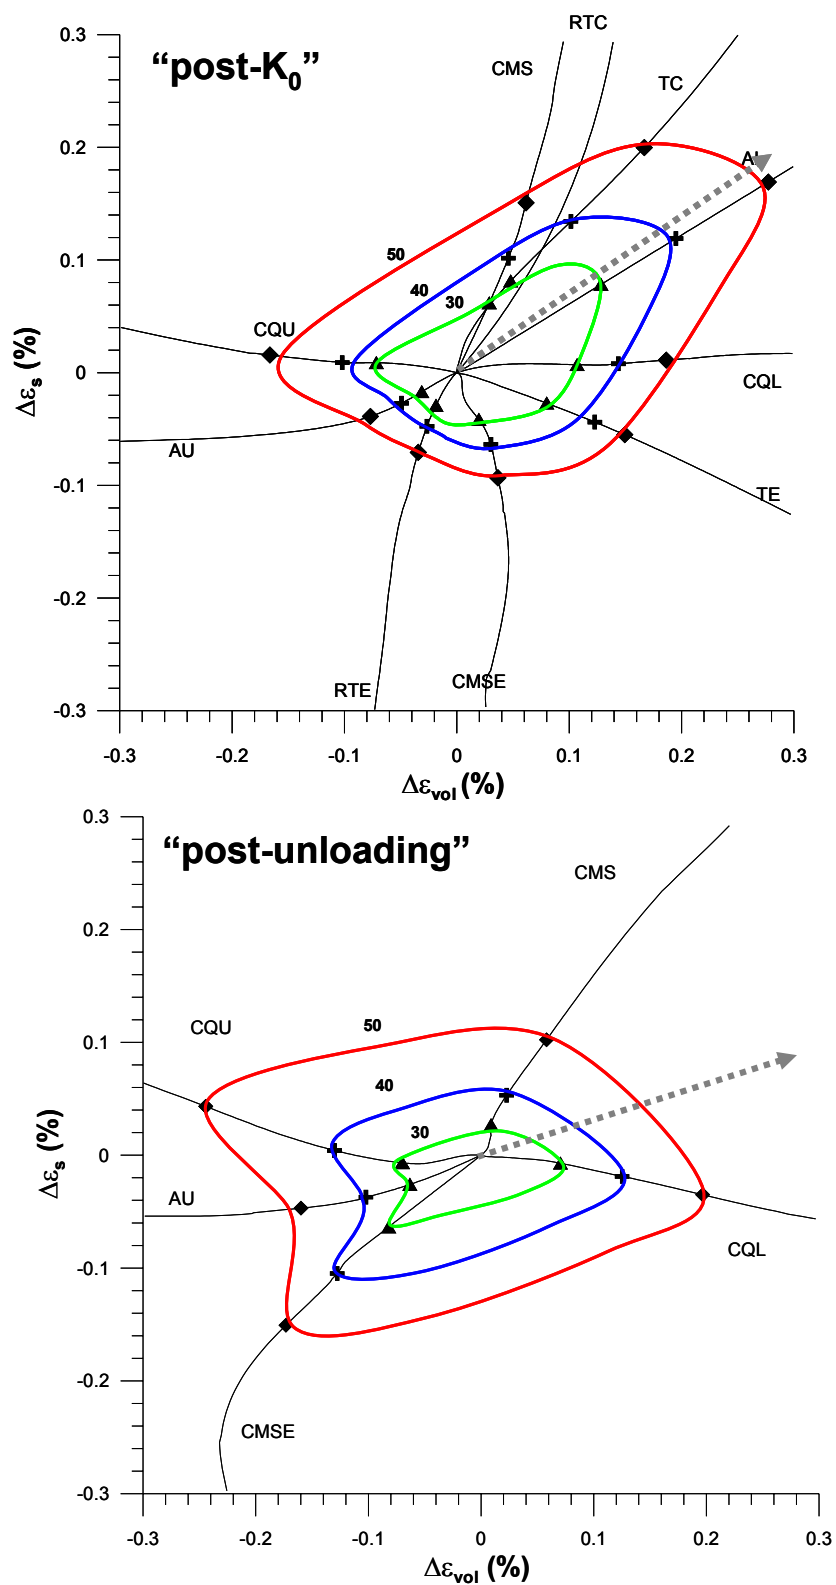 “post-K0”
0.3
0.2
0.1
0
-0.1
-0.2
-0.3
Δεs (%)
RTC
CMS
TC
50
40
30
CQU
CQL
AU
TE
RTE
CMSE
-0.3
-0.2
-0.1
0
0.1
0.2
0.3
Δεvol (%)
“post-unloading”
0.3
0.2
0.1
0
-0.1
-0.2
-0.3
Δεs (%)
CMS
CQU
50
40
30
AU
CQL
CMSE
-0.3
-0.2
-0.1
0
0.1
0.2
0.3
Δεvol (%)